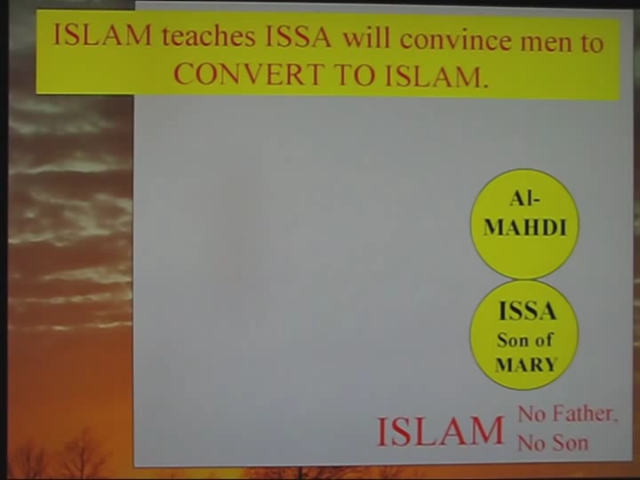 ISLAM teaches ISSA will convince men to
CONVERT TO ISLAM.
Al-
MAHDI
ISSA
Son of
MARY
ISLAM
No Father,
No Son